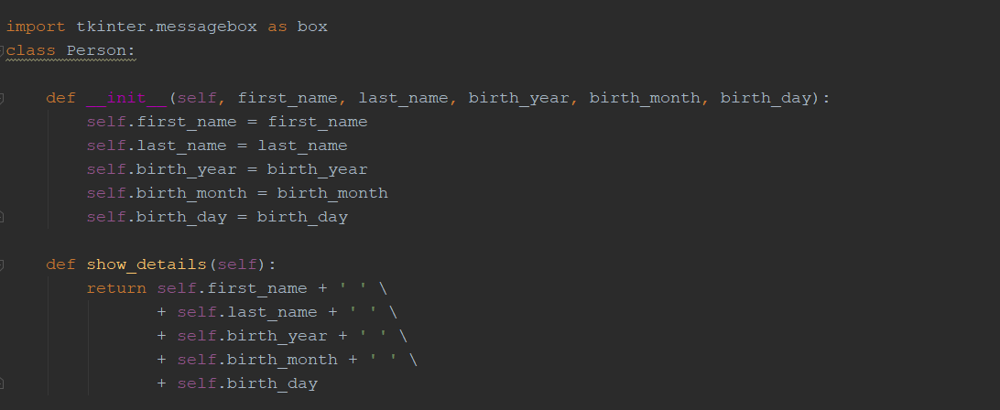 import tkinter.messagebox as box
class Person:
    def __init__(self, first_name, last_name, birth_year, birth_month, birth_day):
        self.first_name = first_name
        self.last_name = last_name
        self.birth_year = birth_year
        self.birth_month = birth_month
        self.birth_day = birth_day
    def show_details(self):
        return self.first_name + ' ' \
               + self.last_name + ' ' \
               + self.birth_year + ' ' \
               + self.birth_month + ' ' \
               + self.birth_day